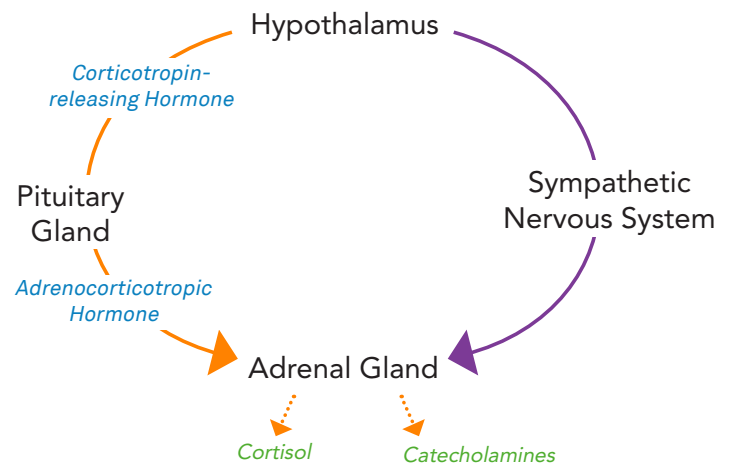 Hypothalamus
Corticotropin-
releasing Hormone
Pituitary
Gland
Sympathetic
Nervous System
Adrenocorticotropic
Hormone
Adrenal Gland
Cortisol
Catecholamines